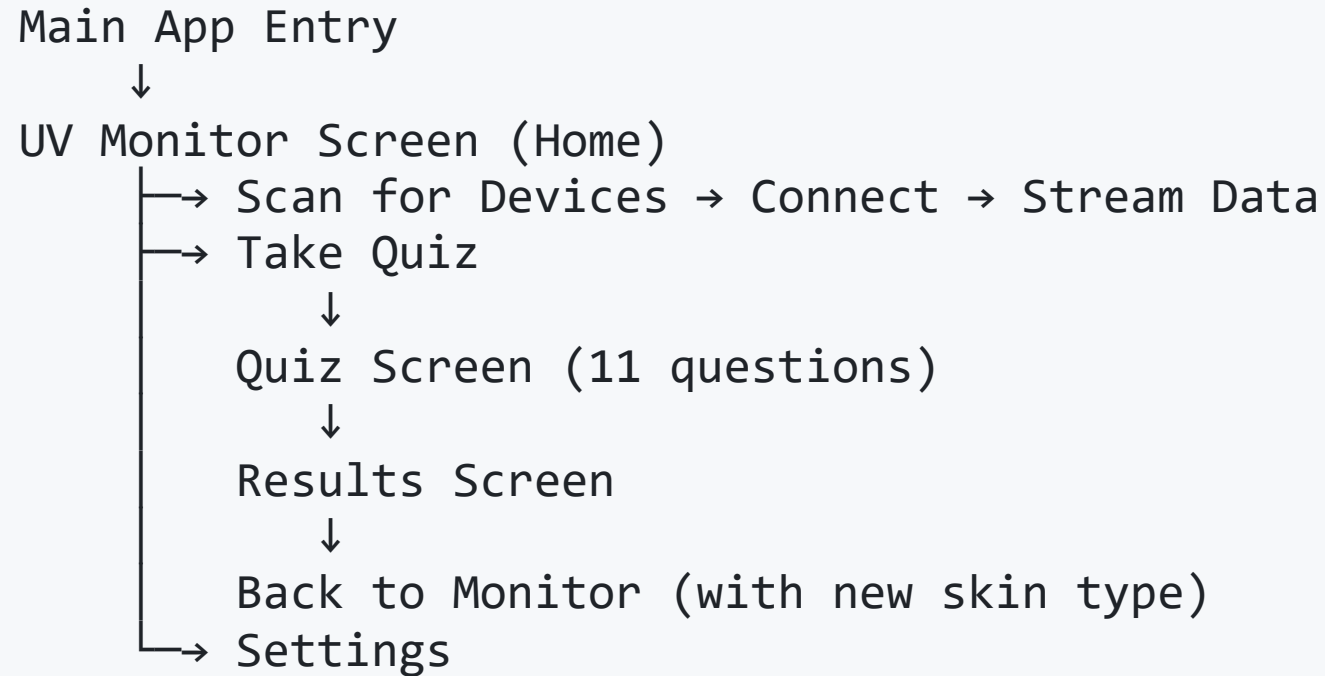 Main App Entry
↓
UV Monitor Screen (Home)
├─→ Scan for Devices → Connect → Stream Data
├─→ Take Quiz
│       ↓
│   Quiz Screen (11 questions)
│       ↓
│   Results Screen
│       ↓
│   Back to Monitor (with new skin type)
└─→ Settings